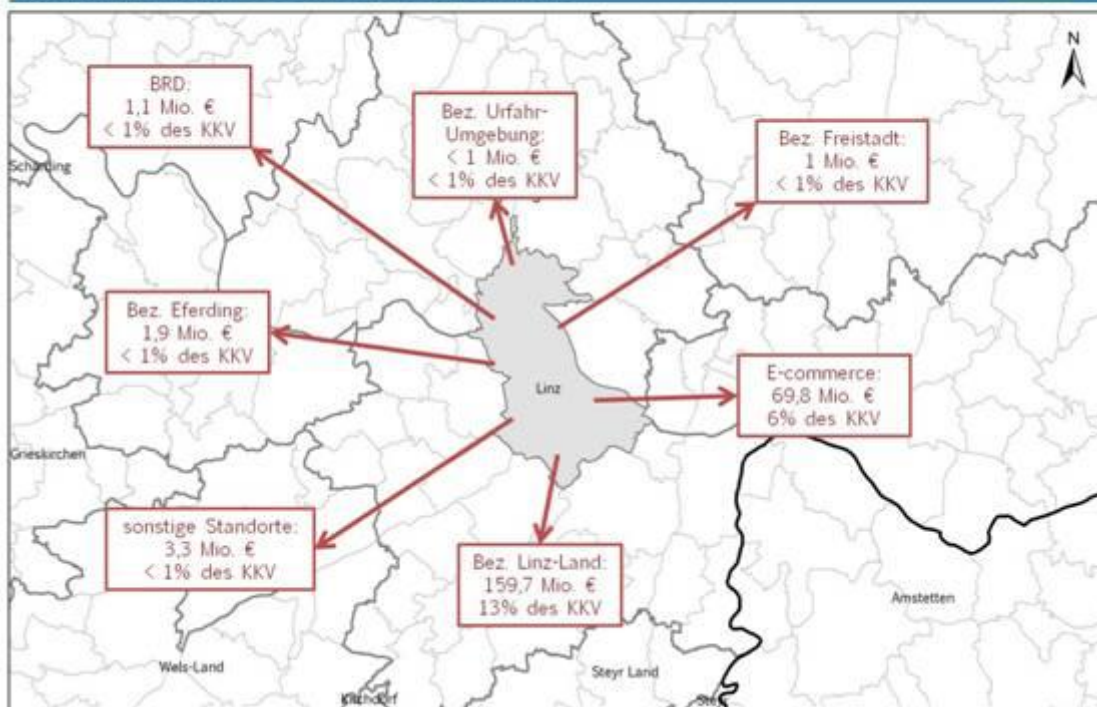 N
BRD:
1,1 Mio. €
< 1% des KKV
Bez. Urfahr-
Umgebung:
< 1 Mio. €
< 1% des KKV
Bez. Freistadt:
1 Mio. €
< 1% des KKV
Schärding
Bez. Eferding:
1,9 Mio. €
< 1% des KKV
Linz
E-commerce:
69,8 Mio. €
6% des KKV
Grieskirchen
sonstige Standorte:
3,3 Mio. €
< 1% des KKV
Bez. Linz-Land:
159,7 Mio. €
13% des KKV
Amstetten
Wels-Land
Steyr Land
Kirchdorf